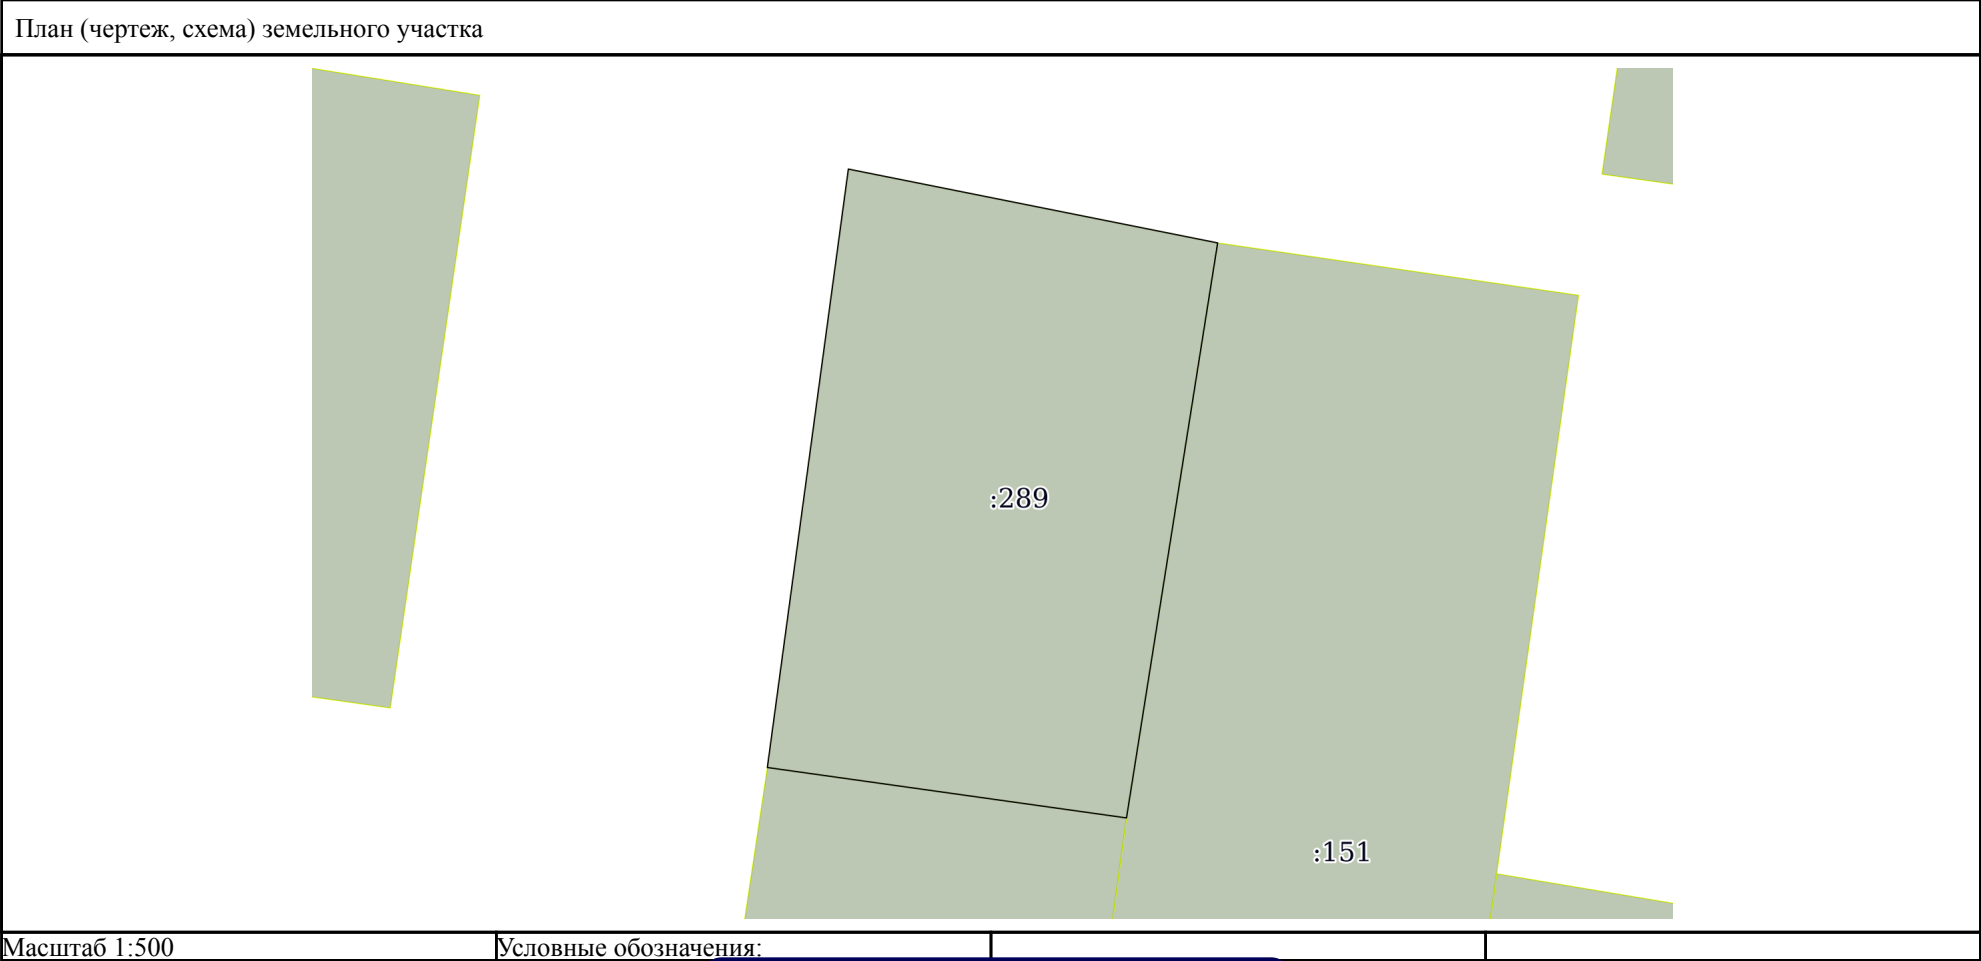 План (чертеж, схема) земельного участка
:289
:151
Масштаб 1:500
Условные обозначения: